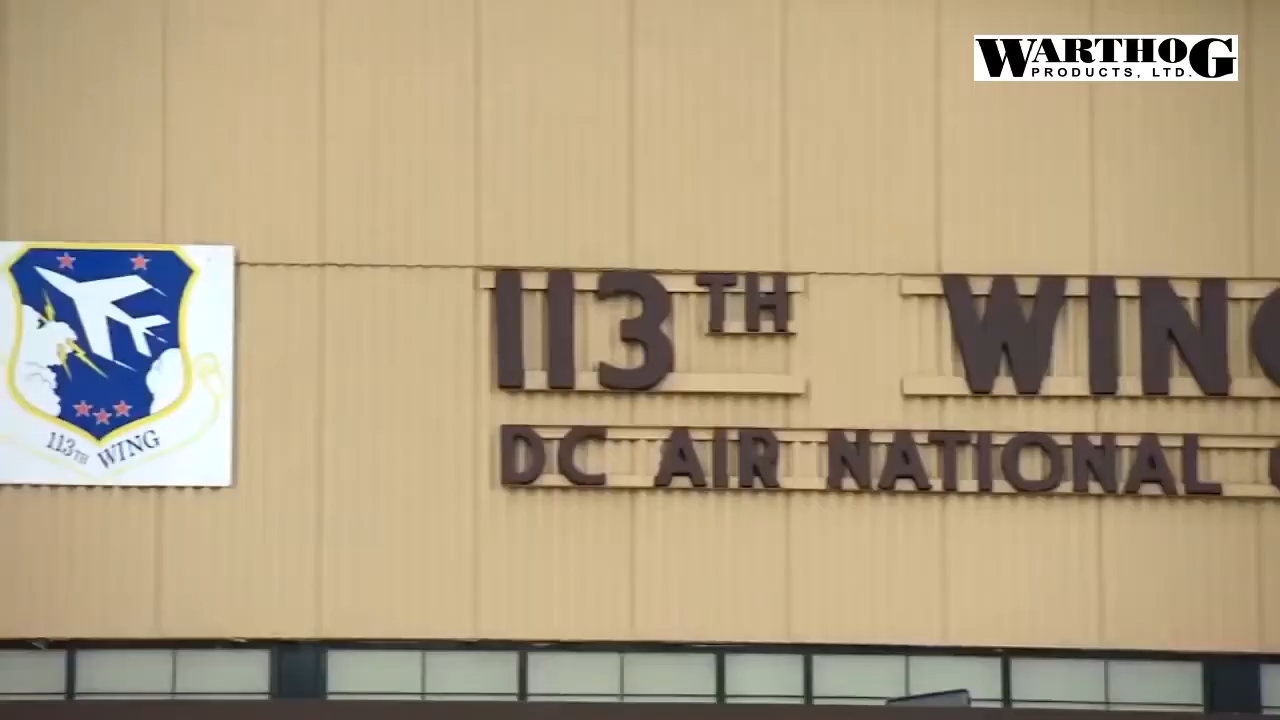 WARTHOG
PRODUCTS, LTD.
113TH WING
DC AIR NATIONAL
113TH WING